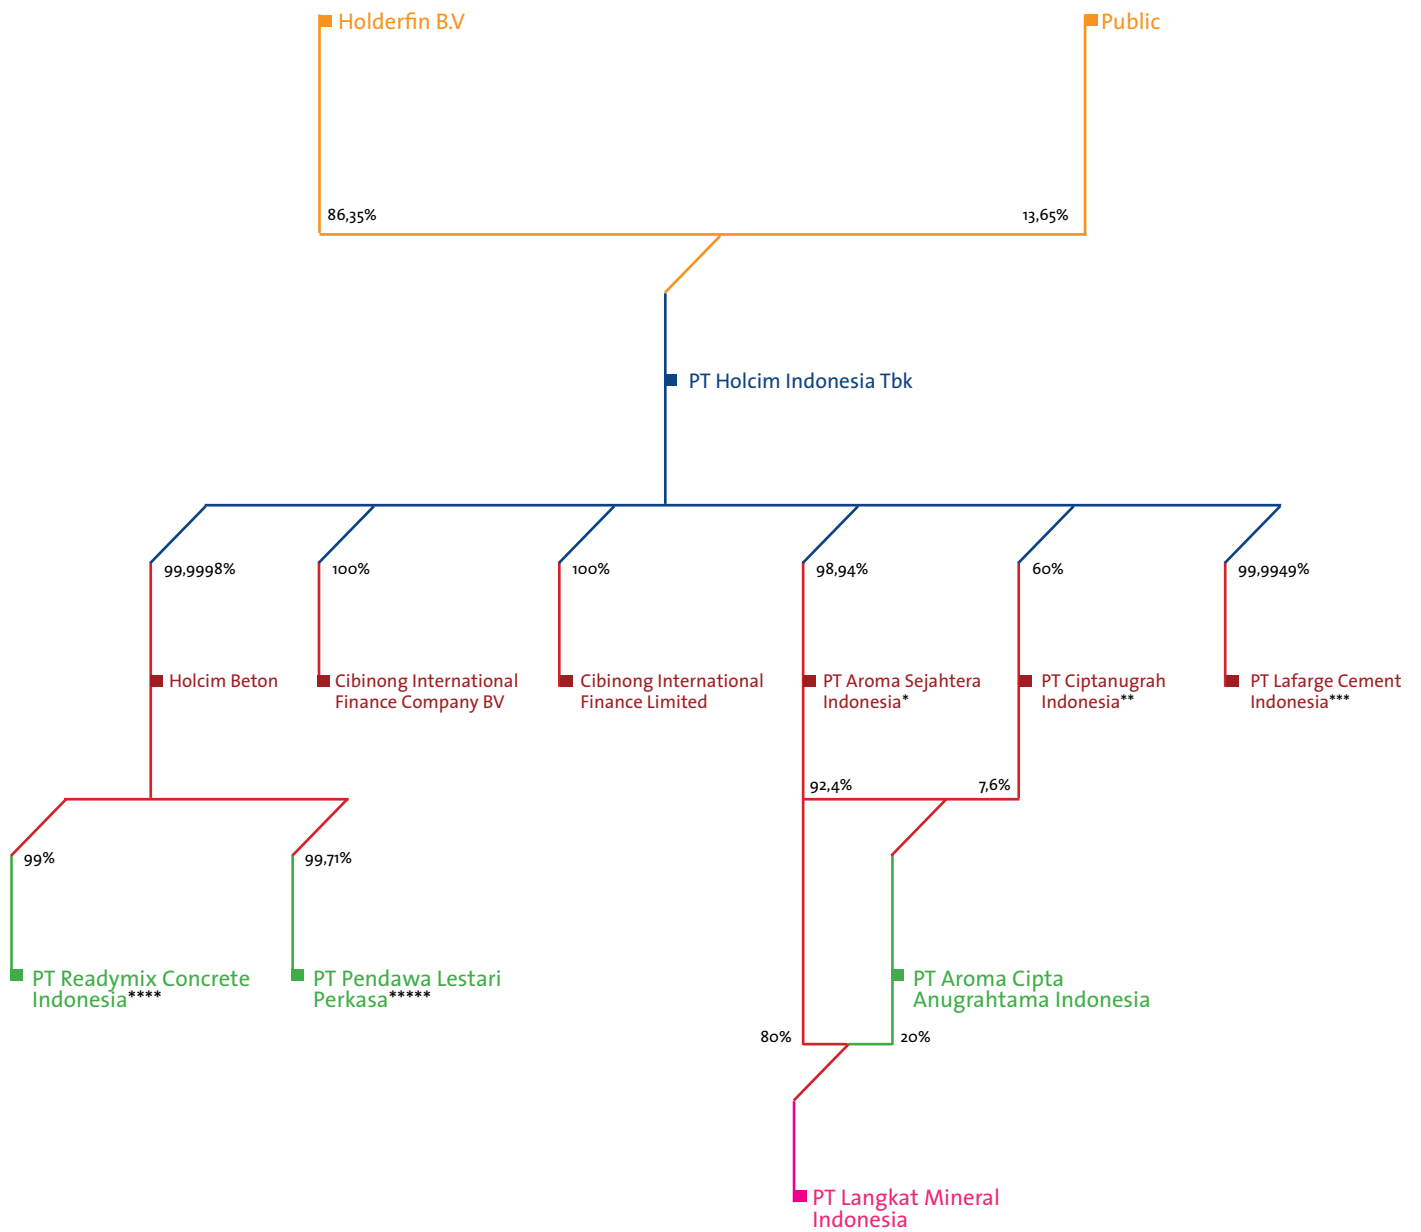 Holderfin B.V
Public
86,35%
13,65%
PT Holcim Indonesia Tbk
99,9998%
100%
100%
98,94%
60%
99,9949%
Holcim Beton
Cibinong International
Finance Company BV
Cibinong International
Finance Limited
PT Aroma Sejahtera
Indonesia*
PT Ciptanugrah
Indonesia**
PT Lafarge Cement
Indonesia***
92,4%
7,6%
99%
99,71%
PT Readymix Concrete
Indonesia****
PT Pendawa Lestari
Perkasa*****
PT Aroma Cipta
Anugrahtama Indonesia
80%
20%
PT Langkat Mineral
Indonesia